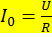 I₀ = U/R